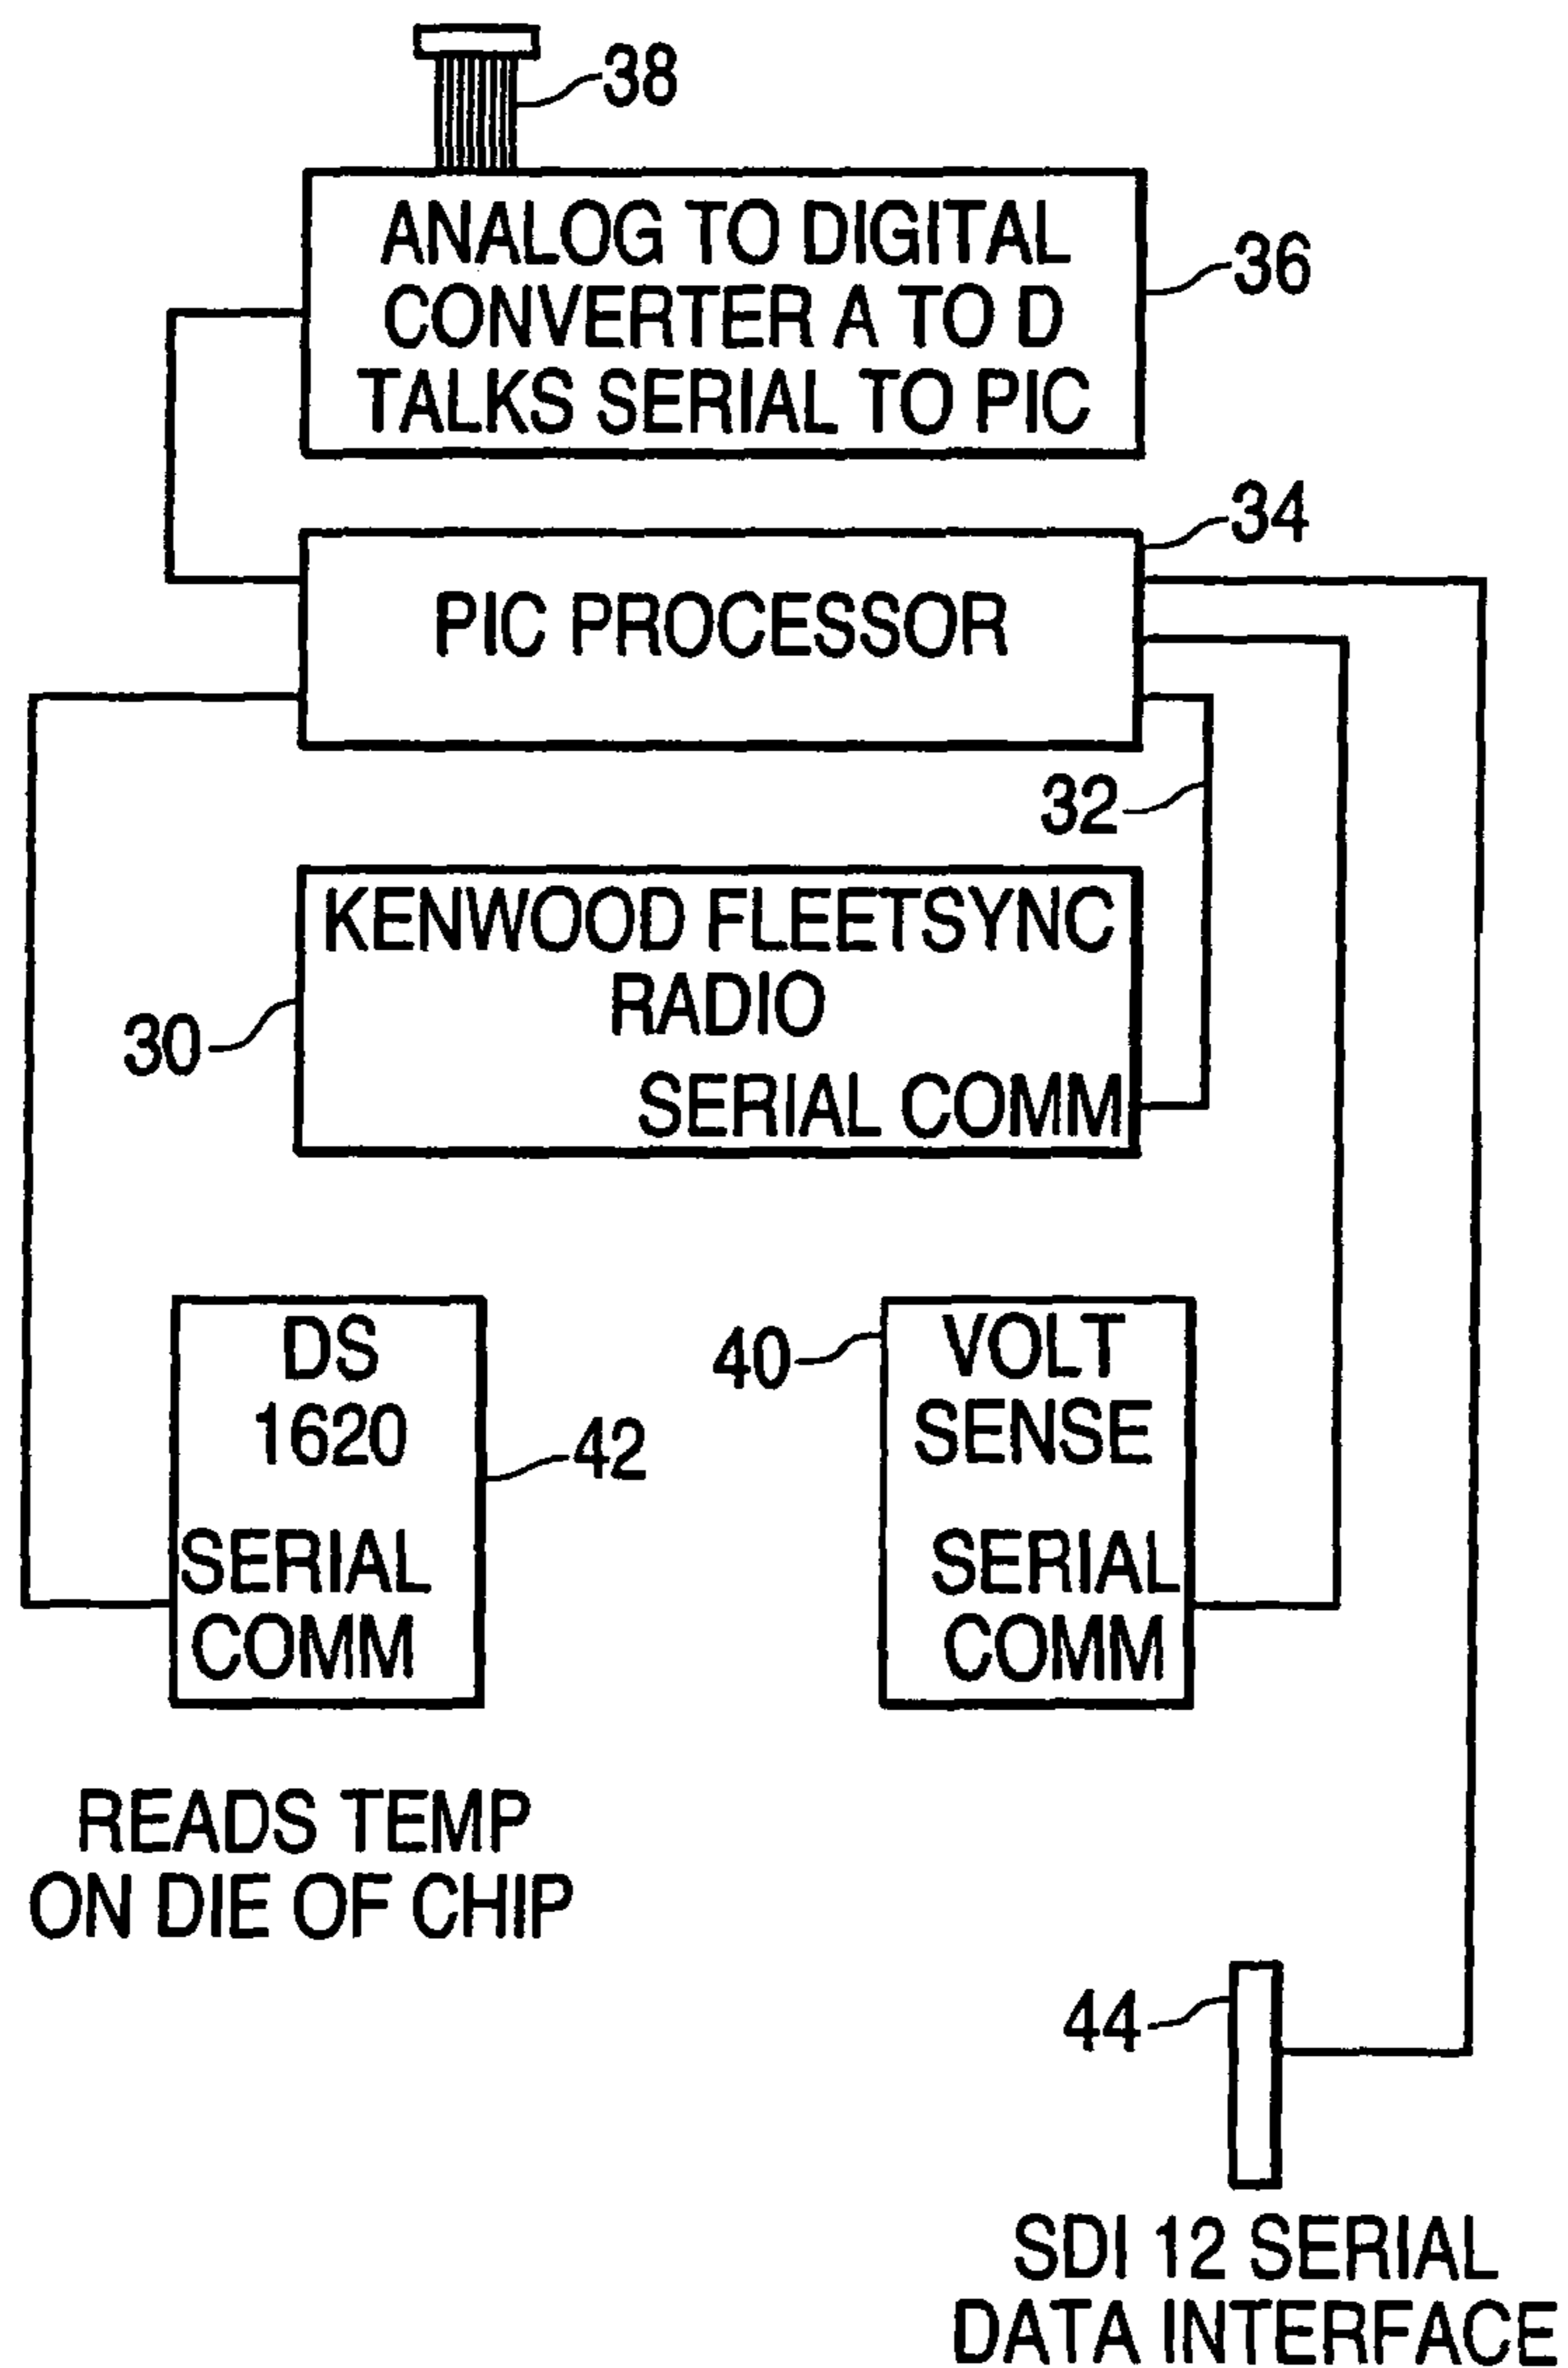 38
ANALOG TO DIGITAL
CONVERTER A TO D
TALKS SERIAL TO PIC
36
34
PIC PROCESSOR
32
KENWOOD FLEETSYNC
RADIO
SERIAL COMM
30
DS
1620
SERIAL
COMM
42
40
VOLT
SENSE
SERIAL
COMM
READS TEMP
ON DIE OF CHIP
44
SDI 12 SERIAL
DATA INTERFACE